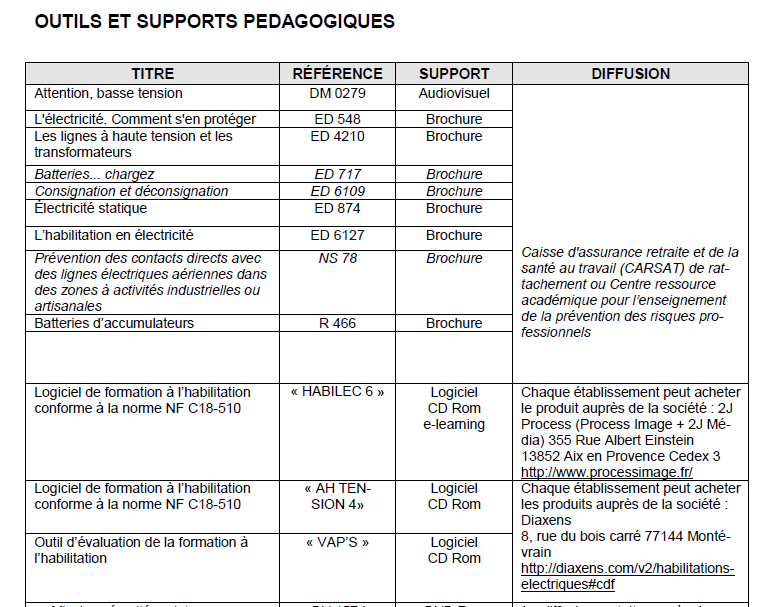 OUTILS ET SUPPORTS PEDAGOGIQUES
TITRE RÉFÉRENCE SUPPORT DIFFUSION
Attention, basse tension DM 0279 Audiovisuel
L'électricité. Comment s'en protéger ED 548 Brochure
Les lignes à haute tension et les ED 4210 Brochure
transformateurs
Batteries... chargez ED 717 Brochure
Consignation et déconsignation ED 6109 Brochure
Électricité statique ED 874 Brochure
L'habilitation en électricité ED 6127 Brochure
Prévention des contacts directs avec NS 78 Brochure
des lignes électriques aériennes dans
des zones à activités industrielles ou
artisanales
Batteries d'accumulateurs R 466 Brochure
Caisse d'assurance retraite et de la
santé au travail (CARSAT) de rat-
tachement ou Centre ressource
académique pour l'enseignement
de la prévention des risques pro-
fessionnels
Logiciel de formation à l'habilitation
conforme à la norme NF C18-510
« HABILEC 6 »
Logiciel
CD Rom
e-learning
Chaque établissement peut acheter
le produit auprès de la société : 2J
Process (Process Image + 2J Mé-
dia) 355 Rue Albert Einstein
13852 Aix en Provence Cedex 3
http://www.processimage.fr/
Logiciel de formation à l'habilitation
conforme à la norme NF C18-510
« AH TEN-
SION 4»
Logiciel
CD Rom
Outil d'évaluation de la formation à
l'habilitation
« VAP'S »
Logiciel
CD Rom
Chaque établissement peut acheter
les produits auprès de la société :
Diaxens
8, rue du bois carré 77144 Monté-
vrain
http://diaxens.com/v2/habilitations-
electriques#cdf